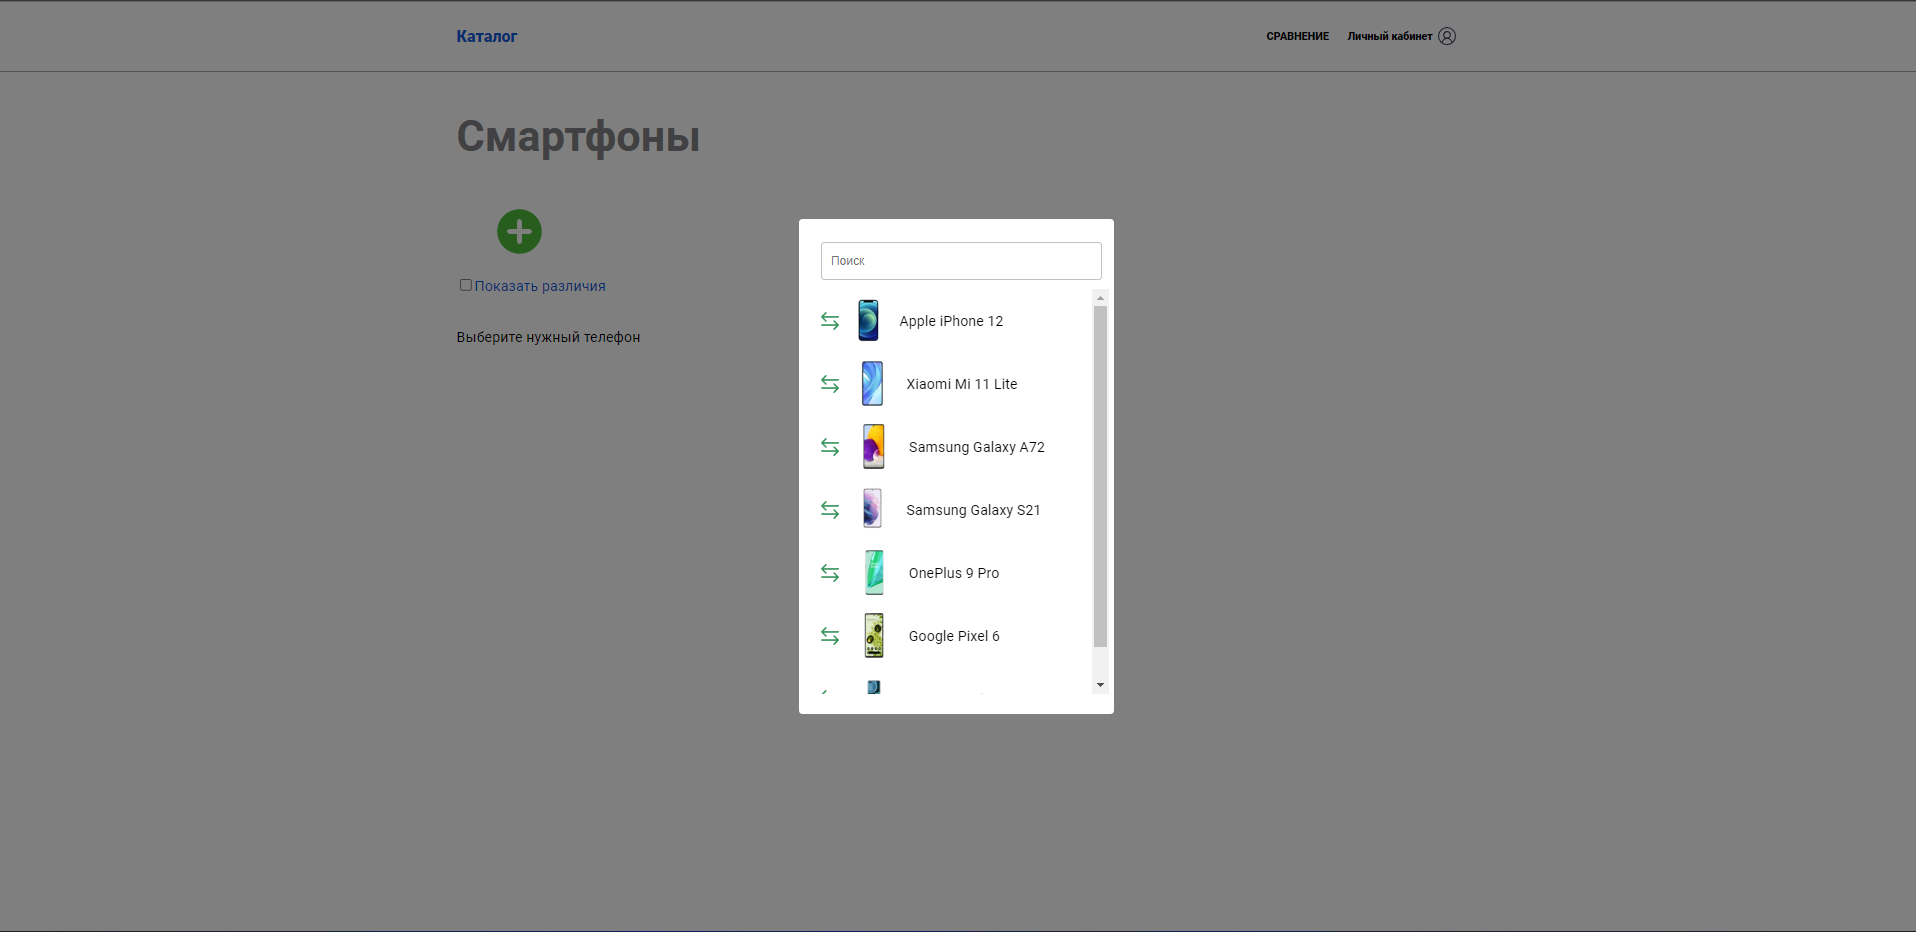 Каталог
СРАВНЕНИЕ
Личный кабинет
Смартфоны
Показать различия
Выберите нужный телефон
Поиск
Apple iPhone 12
Xiaomi Mi 11 Lite
Samsung Galaxy A72
Samsung Galaxy S21
OnePlus 9 Pro
Google Pixel 6